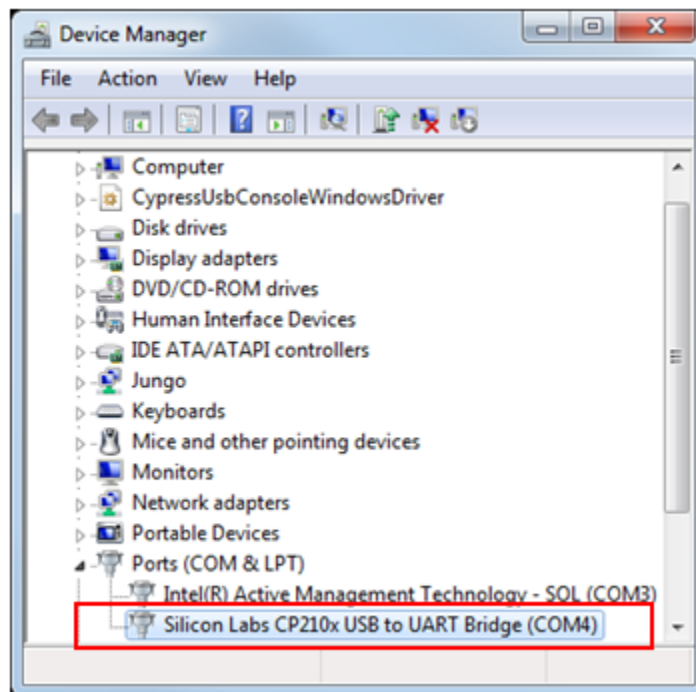 Device Manager
File Action View Help
Computer
CypressUsbConsoleWindowsDriver
Disk drives
Display adapters
DVD/CD-ROM drives
Human Interface Devices
IDE ATA/ATAPI controllers
Jungo
Keyboards
Mice and other pointing devices
Monitors
Network adapters
Portable Devices
Ports (COM & LPT)
Intel(R) Active Management Technology - SOL (COM3)
Silicon Labs CP210x USB to UART Bridge (COM4)